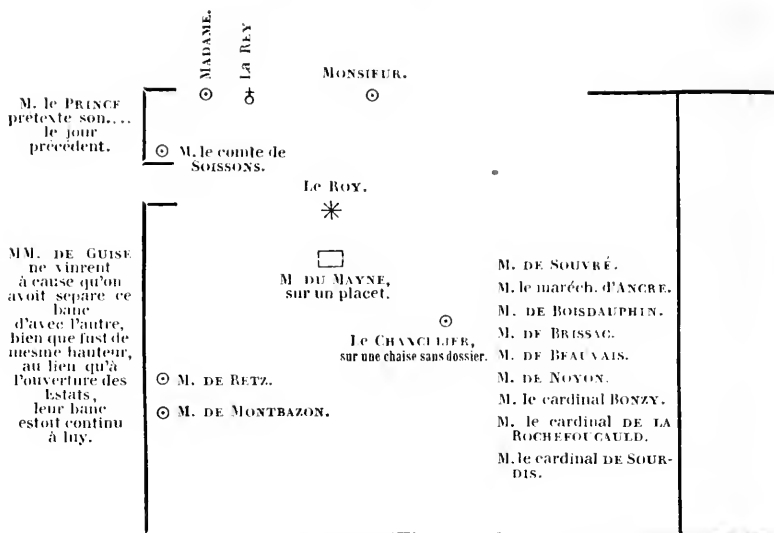 MADAME.
La REY
MONSIEUR.
M. le PRINCE
pretexte son....
le jour
précédent.
M. le comte de
SOISSONS.
Le ROY.
MM. DE GUISE
ne vinrent
à cause qu'on
avoit separe ce
banc
d'avec l'autre,
bien que fust de
mesme hauteur,
au lieu qu'à
l'ouverture des
Estats,
leur banc
estoit continu
à luy.
M. DU MAYNE,
sur un placet.
Le CHANCELIER,
sur une chaise sans dossier.
M. DE RETZ.
M. DE MONTBAZON.
M. DE SOUVRÉ.
M. le maréch. d'ANCRE.
M. DE BOISDAUPHIN.
M. DE BRISSAC.
M. DE BEAUVAIS.
M. DE NOYON.
M. le cardinal BONZY.
M. le cardinal DE LA
ROCHEFOUCAULD.
M. le cardinal DE SOUR-
DIS.